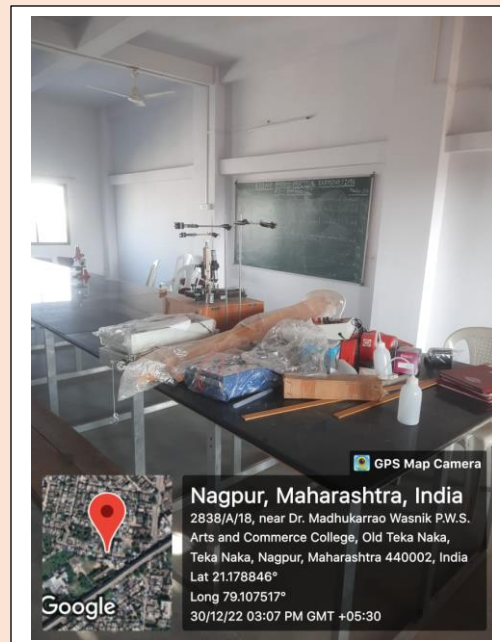 GPS Map Camera
Nagpur, Maharashtra, India
2838/A/18, near Dr. Madhukarrao Wasnik P.W.S.
Arts and Commerce College, Old Teka Naka,
Teka Naka, Nagpur, Maharashtra 440002, India
Lat 21.178846°
Long 79.107517°
30/12/22 03:07 PM GMT +05:30
Google